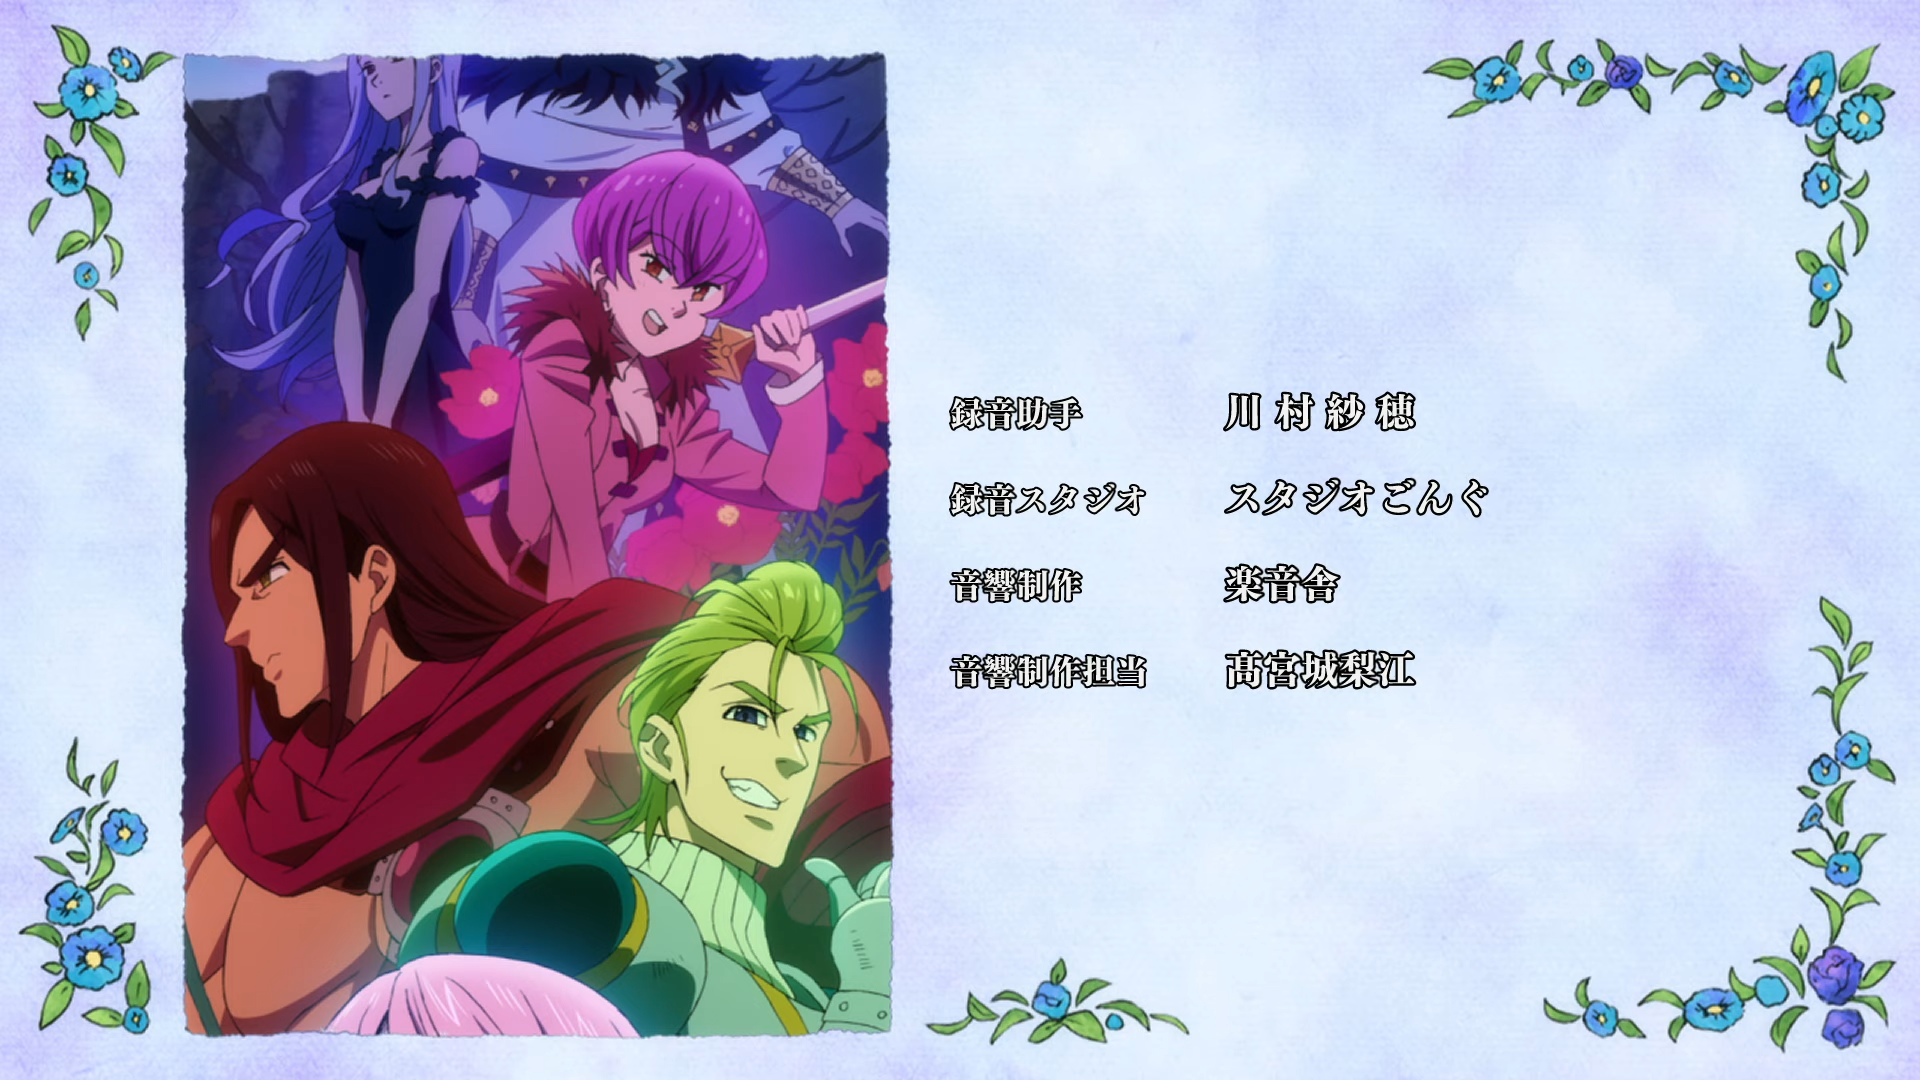 録音助手 川村紗穂
録音スタジオ スタジオごんぐ
音響制作 楽音舎
音響制作担当 髙宮城梨江